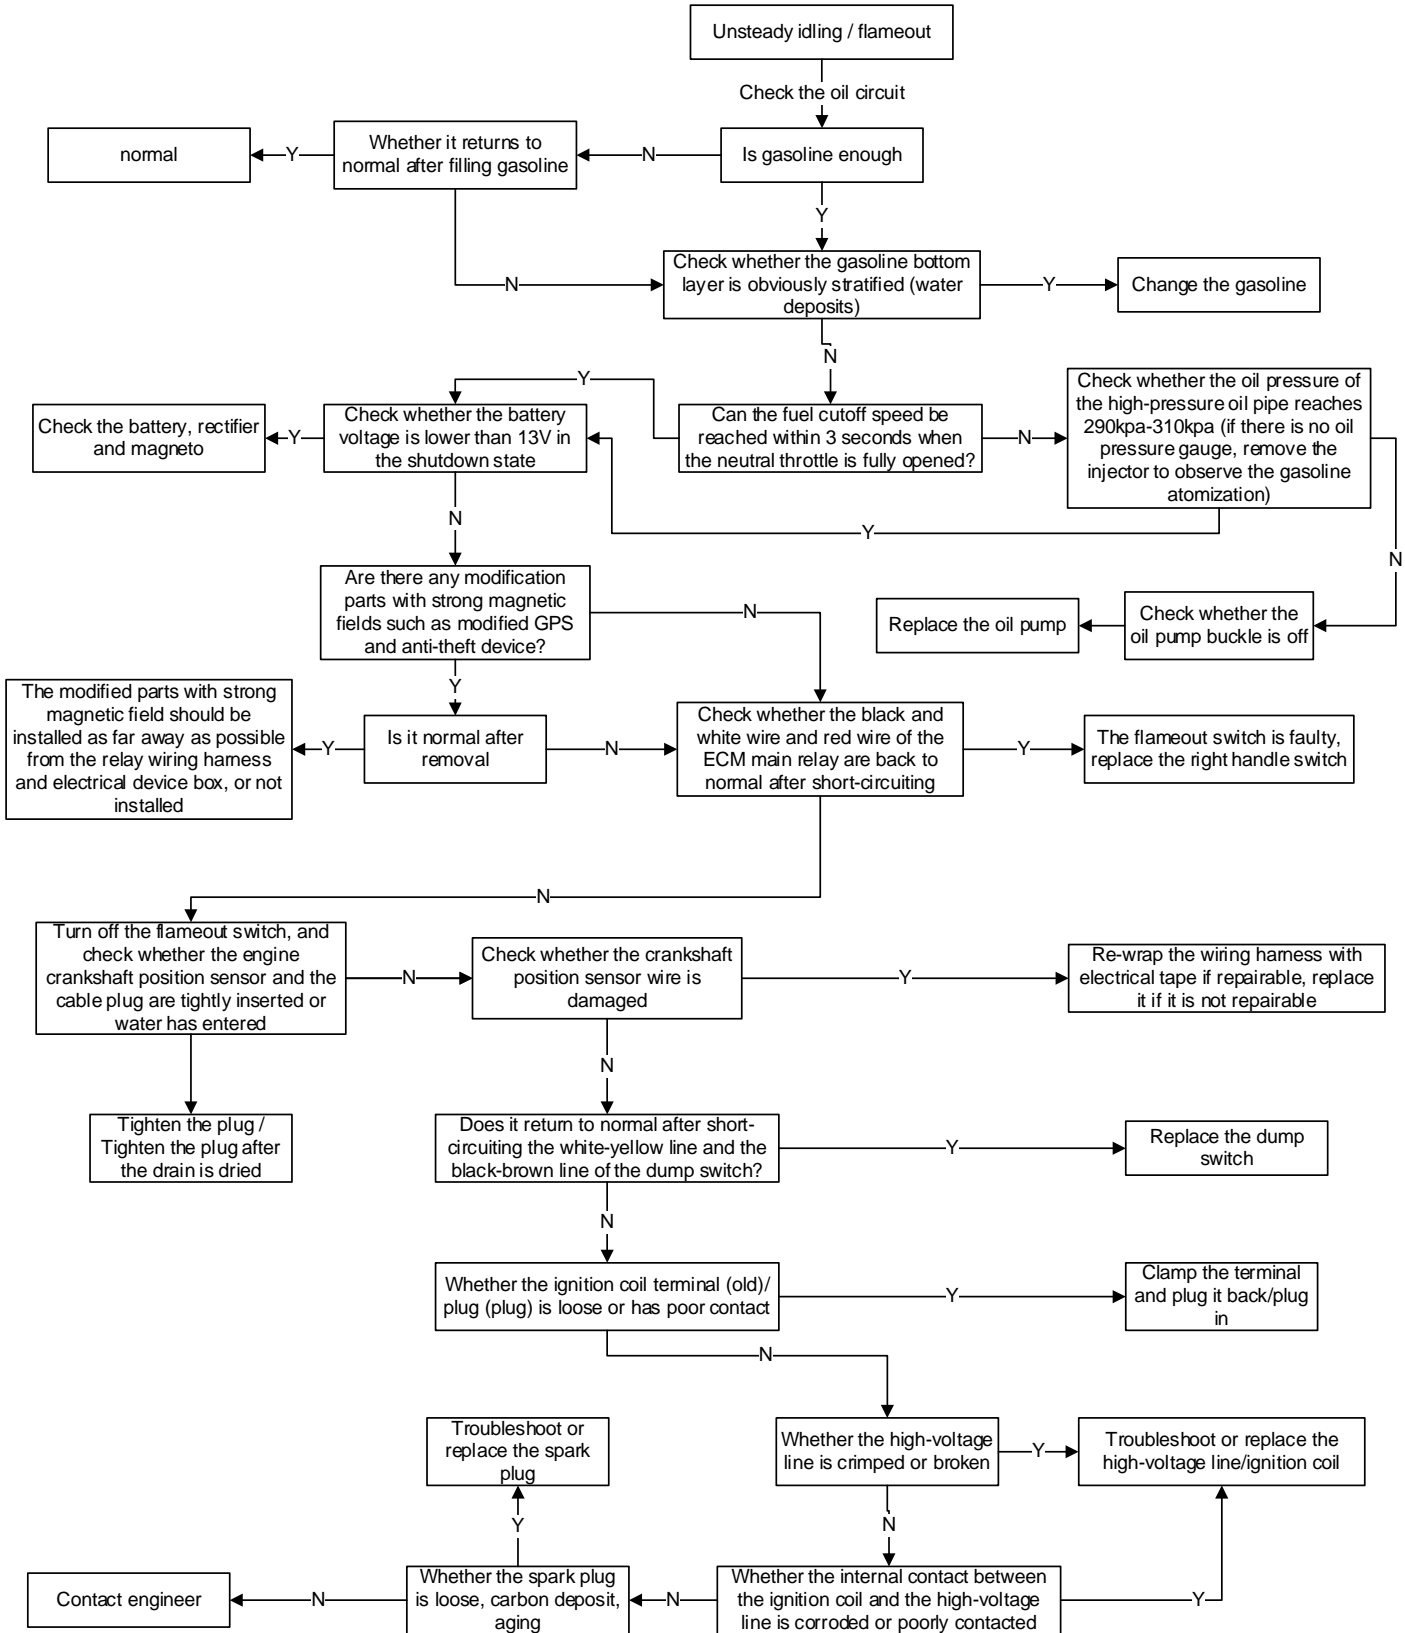 Unsteady idling / flameout
Check the oil circuit
normal
Y
Whether it returns to
normal after filling gasoline
N
Is gasoline enough
Y
N
Check whether the gasoline bottom
layer is obviously stratified (water
deposits)
Y
Change the gasoline
N
Y
Check the battery, rectifier
and magneto
Y
Check whether the battery
voltage is lower than 13V in
the shutdown state
Can the fuel cutoff speed be
reached within 3 seconds when
the neutral throttle is fully opened?
N
Check whether the oil pressure of
the high-pressure oil pipe reaches
290kpa-310kpa (if there is no oil
pressure gauge, remove the
injector to observe the gasoline
atomization)
N
Y
N
Are there any modification
parts with strong magnetic
fields such as modified GPS
and anti-theft device?
N
Replace the oil pump
Check whether the
oil pump buckle is off
Y
The modified parts with strong
magnetic field should be
installed as far away as possible
from the relay wiring harness
and electrical device box, or not
installed
Y
Is it normal after
removal
N
Check whether the black and
white wire and red wire of the
ECM main relay are back to
normal after short-circuiting
Y
The flameout switch is faulty,
replace the right handle switch
N
Turn off the flameout switch, and
check whether the engine
crankshaft position sensor and the
cable plug are tightly inserted or
water has entered
N
Check whether the crankshaft
position sensor wire is
damaged
Y
Re-wrap the wiring harness with
electrical tape if repairable, replace
it if it is not repairable
N
Tighten the plug /
Tighten the plug after
the drain is dried
Does it return to normal after short-
circuiting the white-yellow line and the
black-brown line of the dump switch?
Y
Replace the dump
switch
N
Whether the ignition coil terminal (old)/
plug (plug) is loose or has poor contact
Y
Clamp the terminal
and plug it back/plug
in
N
Troubleshoot or
replace the spark
plug
Whether the high-voltage
line is crimped or broken
Y
Troubleshoot or replace the
high-voltage line/ignition coil
Y
N
Contact engineer
N
Whether the spark plug
is loose, carbon deposit,
aging
N
Whether the internal contact between
the ignition coil and the high-voltage
line is corroded or poorly contacted
Y